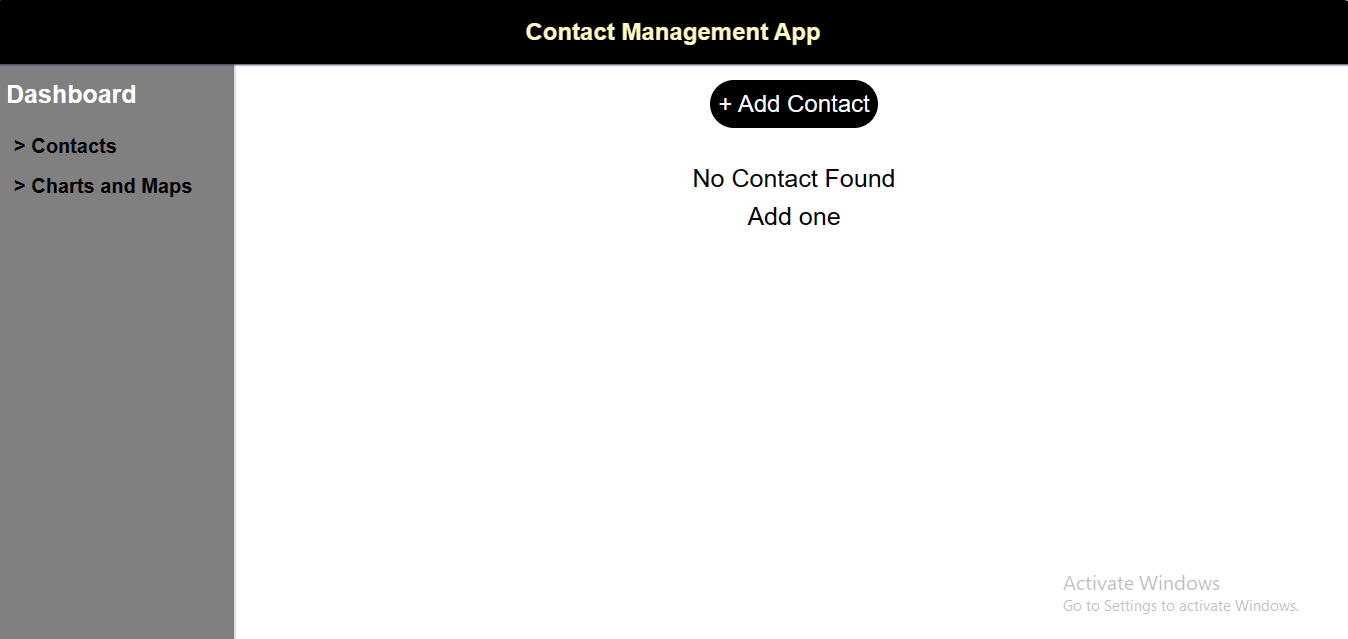 Contact Management App
Dashboard
> Contacts
> Charts and Maps
+ Add Contact
No Contact Found
Add one
Activate Windows
Go to Settings to activate Windows.